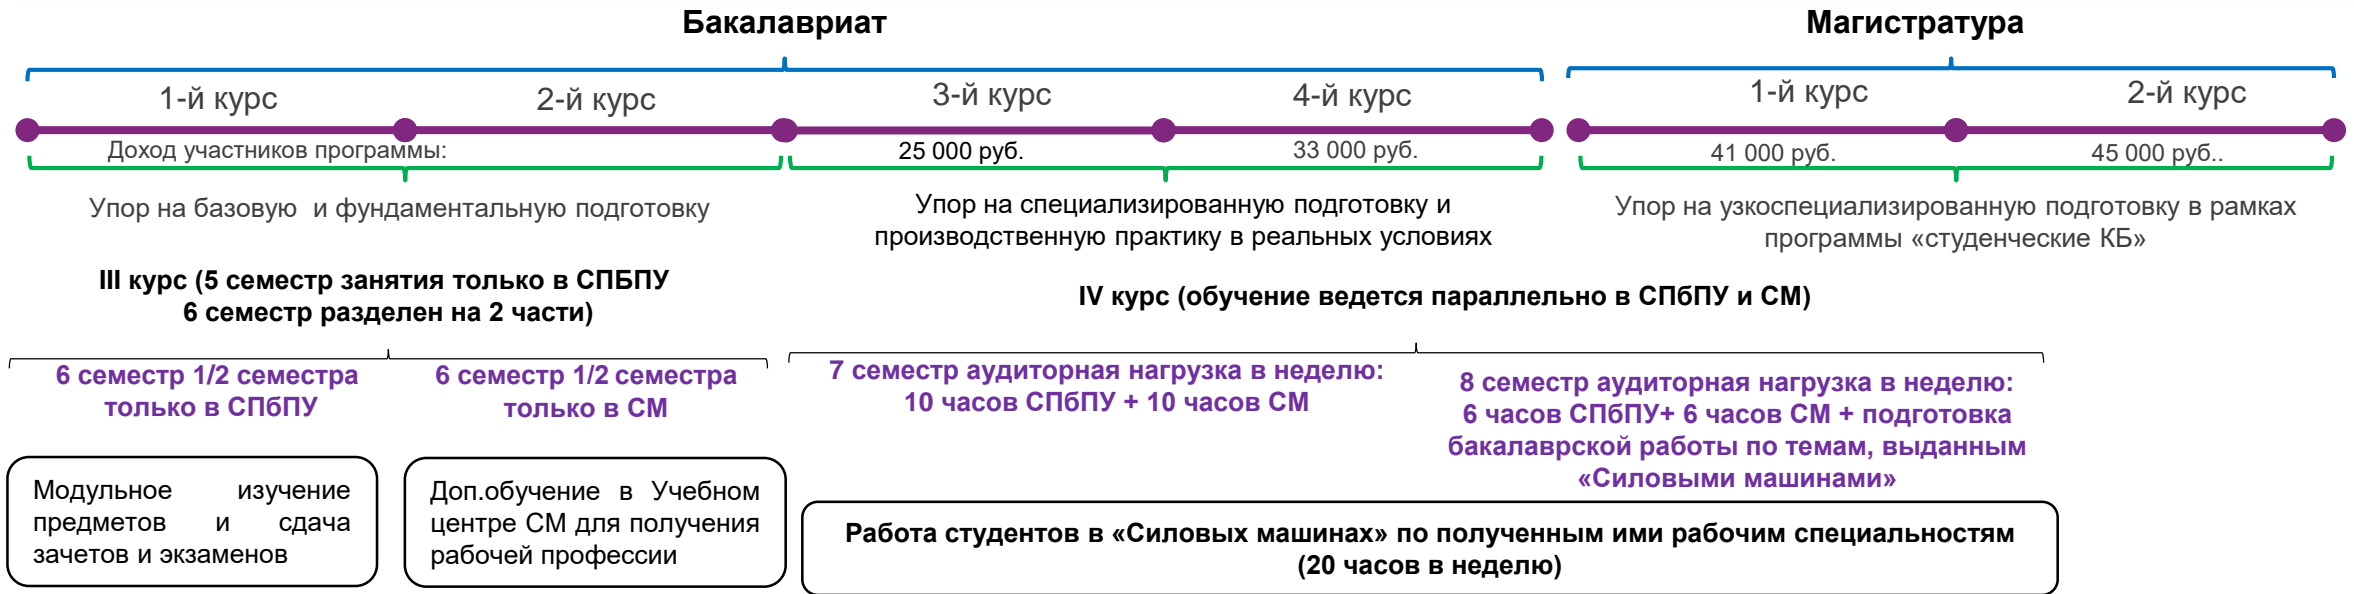 Бакалавриат
Магистратура
1-й курс
2-й курс
3-й курс
4-й курс
1-й курс
2-й курс
Доход участников программы:
25 000 руб.
33 000 руб.
41 000 руб.
45 000 руб..
Упор на базовую и фундаментальную подготовку
Упор на специализированную подготовку и
производственную практику в реальных условиях
Упор на узкоспециализированную подготовку в рамках
программы «студенческие КБ»
III курс (5 семестр занятия только в СПБПУ
6 семестр разделен на 2 части)
IV курс (обучение ведется параллельно в СПбПУ и СМ)
6 семестр 1/2 семестра
только в СПбПУ
6 семестр 1/2 семестра
только в СМ
7 семестр аудиторная нагрузка в неделю:
10 часов СПбПУ + 10 часов СМ
8 семестр аудиторная нагрузка в неделю:
6 часов СПбПУ+ 6 часов СМ + подготовка
бакалаврской работы по темам, выданным
«Силовыми машинами»
Модульное изучение
предметов и сдача
зачетов и экзаменов
Доп.обучение в Учебном
центре СМ для получения
рабочей профессии
Работа студентов в «Силовых машинах» по полученным ими рабочим специальностям
(20 часов в неделю)